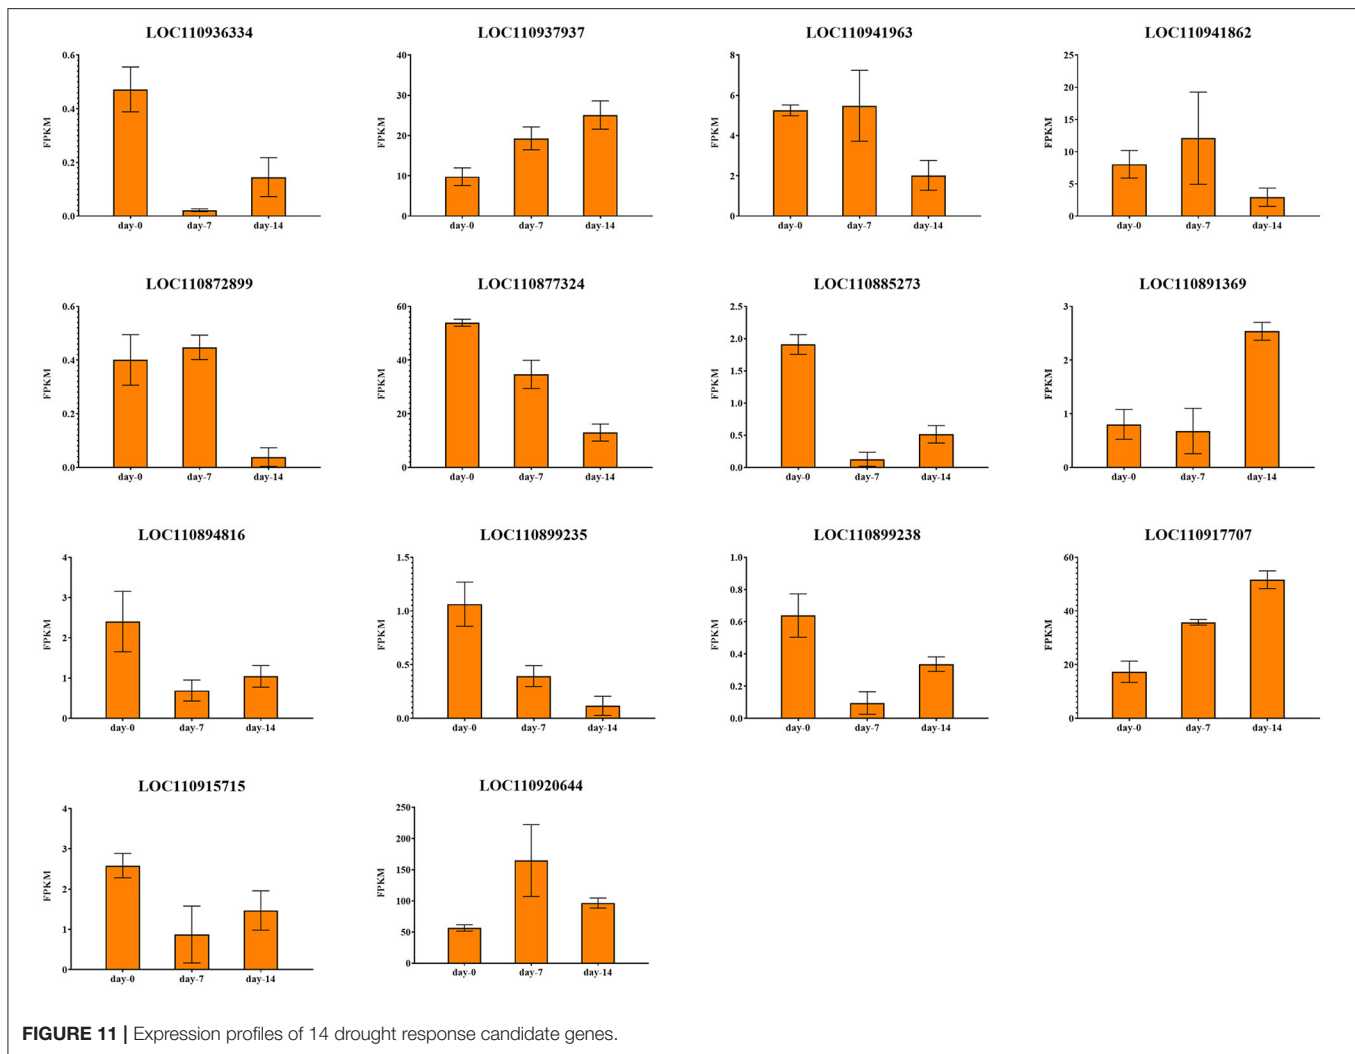 LOC110936334
FPKM
0.6
0.4
0.2
0.0
day-0 day-7 day-14
LOC110937937
FPKM
40
30
20
10
0
day-0 day-7 day-14
LOC110941963
FPKM
8
6
4
2
0
day-0 day-7 day-14
LOC110941862
FPKM
25
20
15
10
5
0
day-0 day-7 day-14
LOC110872899
FPKM
0.6
0.4
0.2
0.0
day-0 day-7 day-14
LOC110877324
FPKM
60
40
20
0
day-0 day-7 day-14
LOC110885273
FPKM
2.5
2.0
1.5
1.0
0.5
0.0
day-0 day-7 day-14
LOC110891369
FPKM
3
2
1
0
day-0 day-7 day-14
LOC110894816
FPKM
4
3
2
1
0
day-0 day-7 day-14
LOC110899235
FPKM
1.5
1.0
0.5
0.0
day-0 day-7 day-14
LOC110899238
FPKM
1.0
0.8
0.6
0.4
0.2
0.0
day-0 day-7 day-14
LOC110917707
FPKM
60
40
20
0
day-0 day-7 day-14
LOC110915715
FPKM
4
3
2
1
0
day-0 day-7 day-14
LOC110920644
FPKM
250
200
150
100
50
0
day-0 day-7 day-14
FIGURE 11 | Expression profiles of 14 drought response candidate genes.